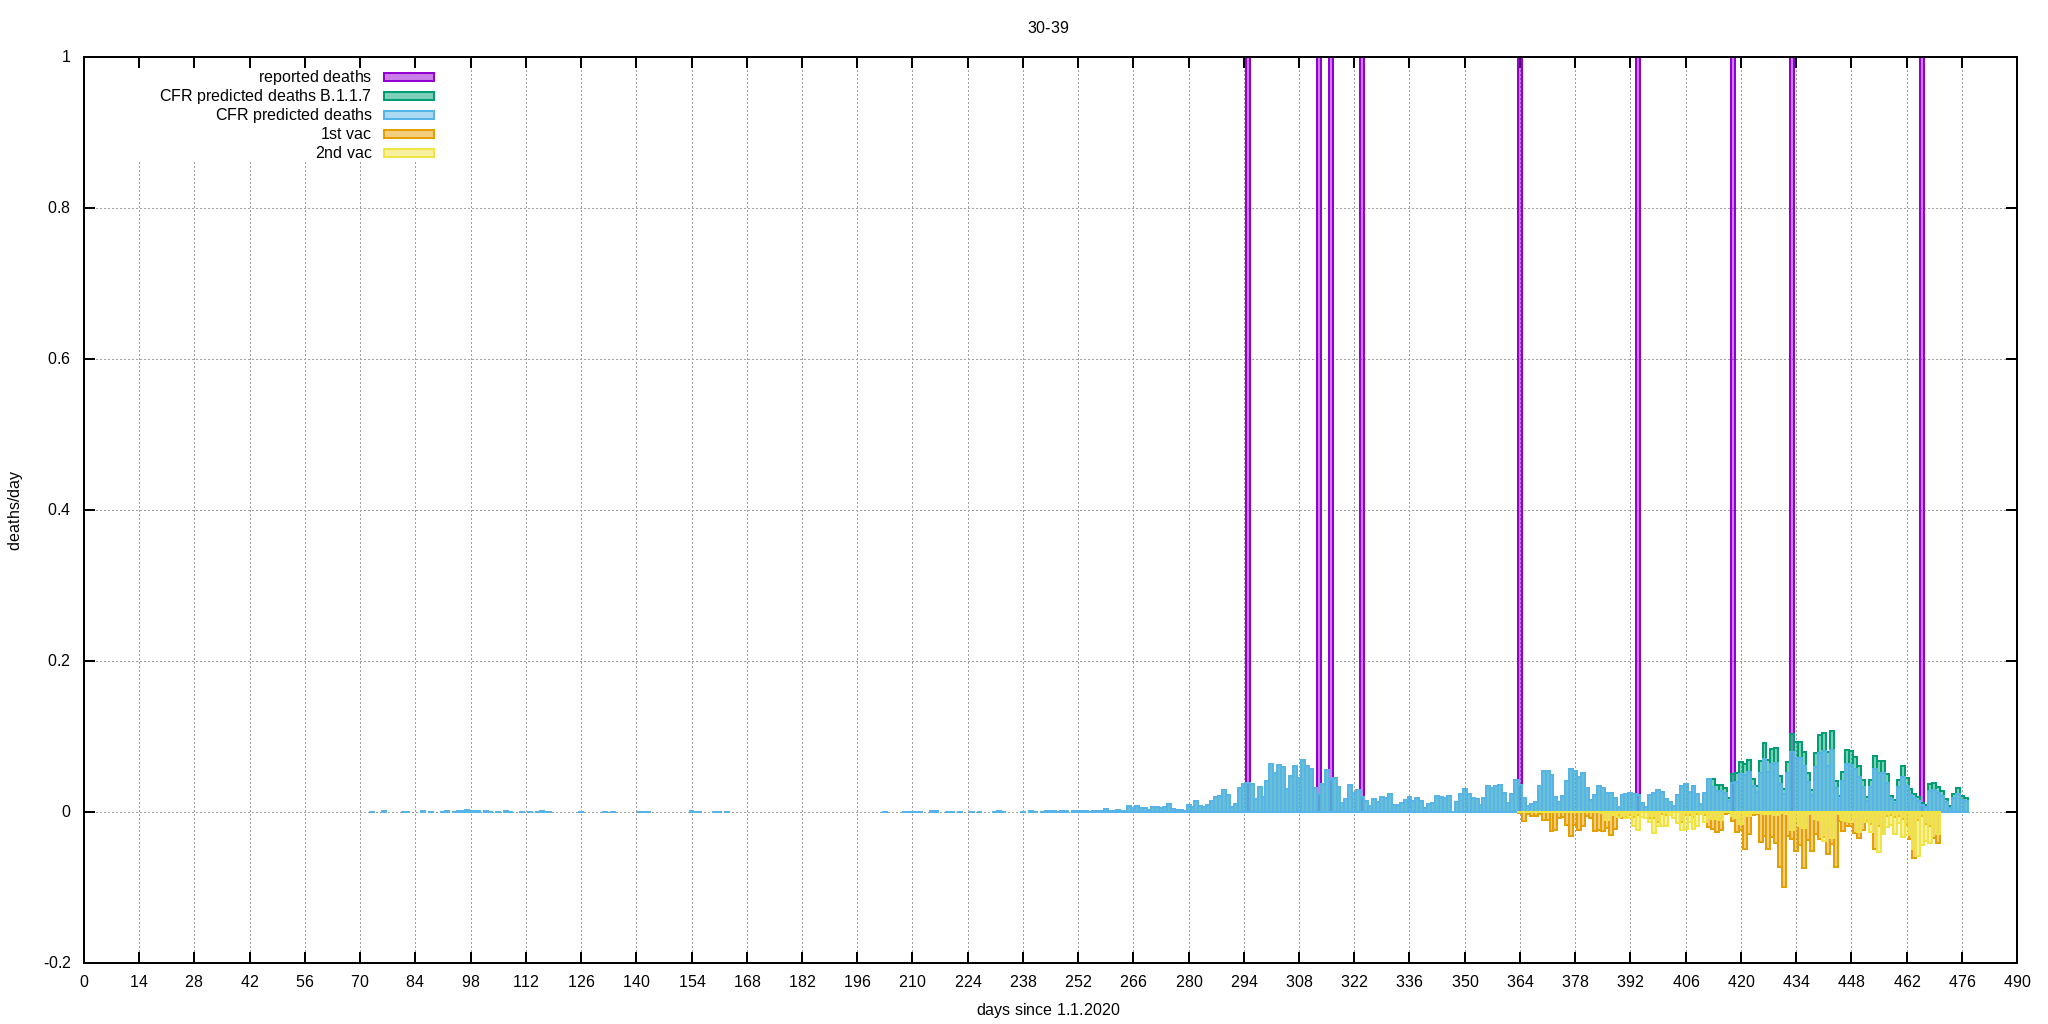 30-39
reported deaths
CFR predicted deaths B.1.1.7
CFR predicted deaths
1st vac
2nd vac
1
0.8
0.6
0.4
0.2
0
-0.2
deaths/day
0 14 28 42 56 70 84 98 112 126 140 154 168 182 196 210 224 238 252 266 280 294 308 322 336 350 364 378 392 406 420 434 448 462 476 490
days since 1.1.2020